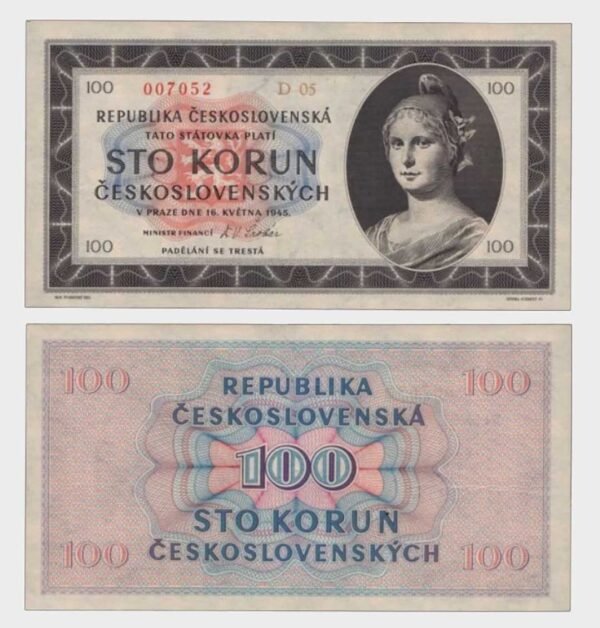 100 007052 D 05 100
REPUBLIKA ČESKOSLOVENSKÁ
TATO STÁTOVKA PLATÍ
STO KORUN
ČESKOSLOVENSKÝCH
V PRAZE DNE 16. KVĚTNA 1945.
MINISTR FINANCÍ
100 100
PADĚLÁNÍ SE TRESTÁ
100 100
REPUBLIKA
ČESKOSLOVENSKÁ
100
STO KORUN
ČESKOSLOVENSKÝCH
100 100